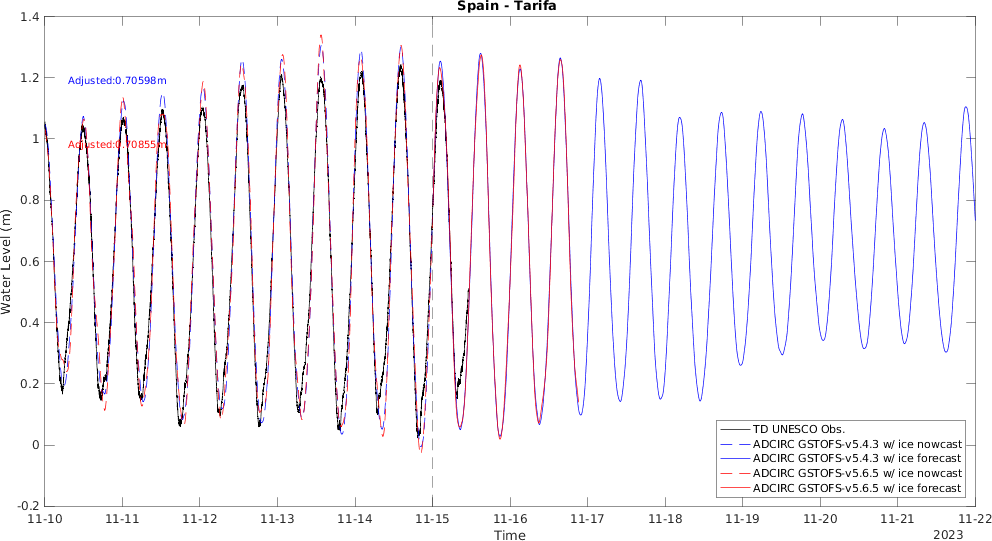 Spain - Tarifa
1.4
1.2
1
0.8
0.6
0.4
0.2
0
-0.2
Water Level (m)
Adjusted:0.70598m
Adjusted:0.70855m
TD UNESCO Obs.
ADCIRC GSTOFS-v5.4.3 w/ ice nowcast
ADCIRC GSTOFS-v5.4.3 w/ ice forecast
ADCIRC GSTOFS-v5.6.5 w/ ice nowcast
ADCIRC GSTOFS-v5.6.5 w/ ice forecast
11-10 11-11 11-12 11-13 11-14 11-15 11-16 11-17 11-18 11-19 11-20 11-21 11-22
Time
2023